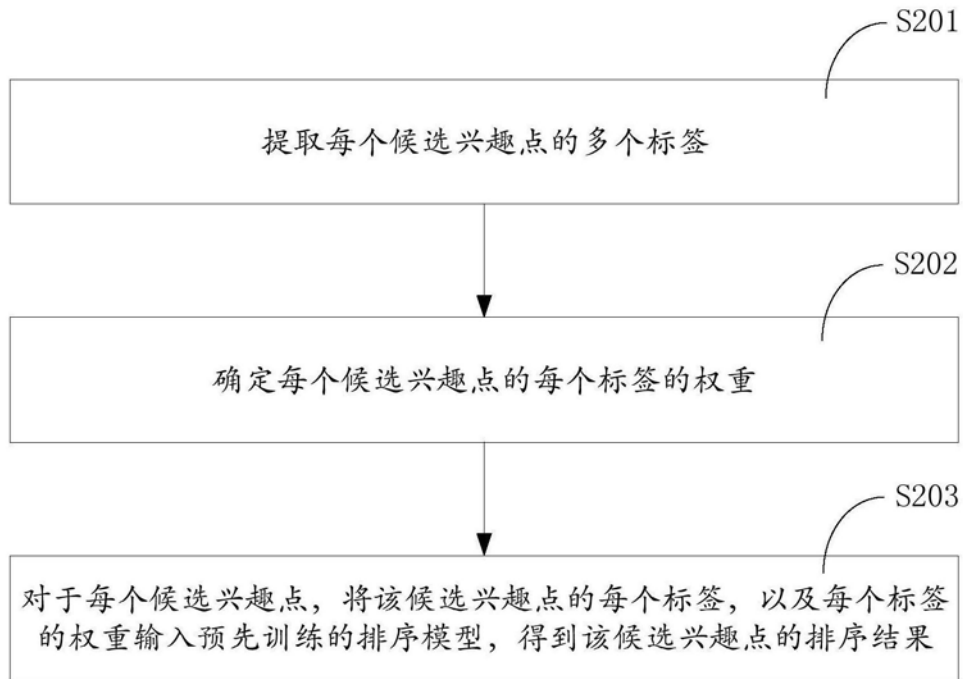 S201
提取每个候选兴趣点的多个标签
S202
确定每个候选兴趣点的每个标签的权重
S203
对于每个候选兴趣点，将该候选兴趣点的每个标签，以及每个标签
的权重输入预先训练的排序模型，得到该候选兴趣点的排序结果